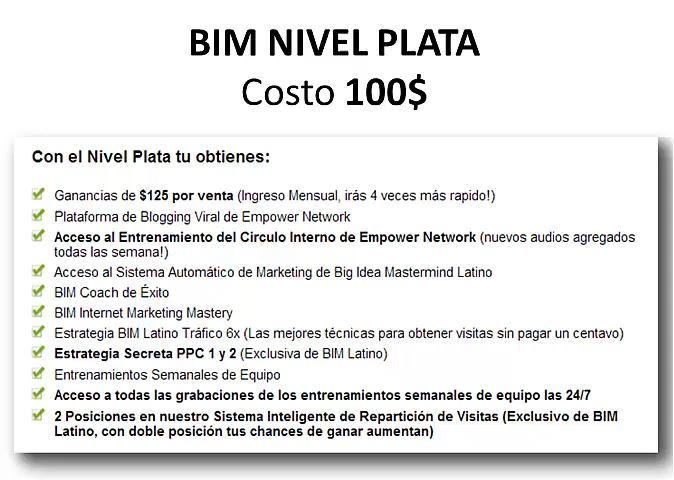 BIM NIVEL PLATA
Costo 100$
Con el Nivel Plata tu obtienes:
Ganancias de $125 por venta (Ingreso Mensual, irás 4 veces más rapido!)
Plataforma de Blogging Viral de Empower Network
Acceso al Entrenamiento del Circulo Interno de Empower Network (nuevos audios agregados
todas las semana!)
Acceso al Sistema Automático de Marketing de Big Idea Mastermind Latino
BIM Coach de Éxito
BIM Internet Marketing Mastery
Estrategia BIM Latino Tráfico 6x (Las mejores técnicas para obtener visitas sin pagar un centavo)
Estrategia Secreta PPC 1 y 2 (Exclusiva de BIM Latino)
Entrenamientos Semanales de Equipo
Acceso a todas las grabaciones de los entrenamientos semanales de equipo las 24/7
2 Posiciones en nuestro Sistema Inteligente de Repartición de Visitas (Exclusivo de BIM
Latino, con doble posición tus chances de ganar aumentan)